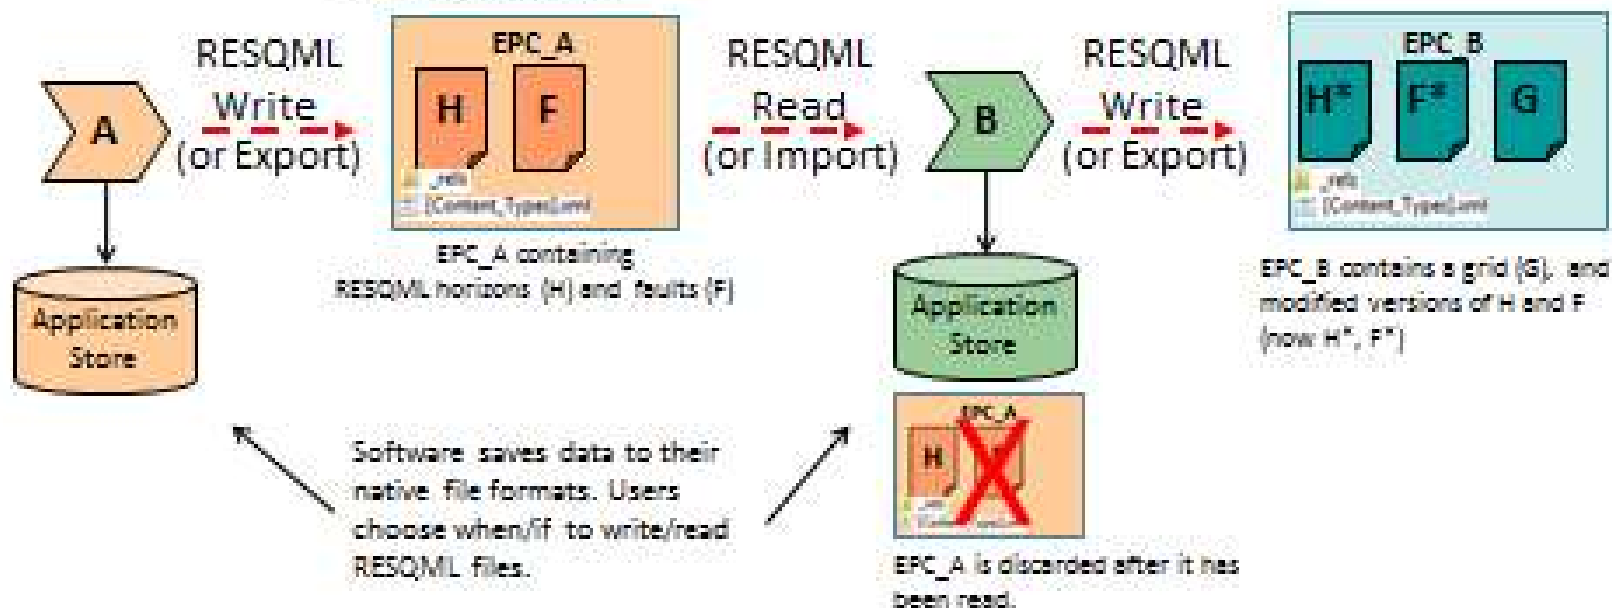 RESQML
Write
(or Export)
A
EPC_A
H
F
_rels
[Content_Types].xml
EPC_A containing
RESQML horizons (H) and faults (F)
RESQML
Read
(or Import)
B
RESQML
Write
(or Export)
EPC_B
H*
F*
G
_rels
[Content_Types].xml
EPC_B contains a grid (G), and
modified versions of H and F
(now H*, F*)
Application
Store
Application
Store
EPC_A
H
_rels
Software saves data to their
native file formats. Users
choose when/if to write/read
RESQML files.
EPC_A is discarded after it has
been read.